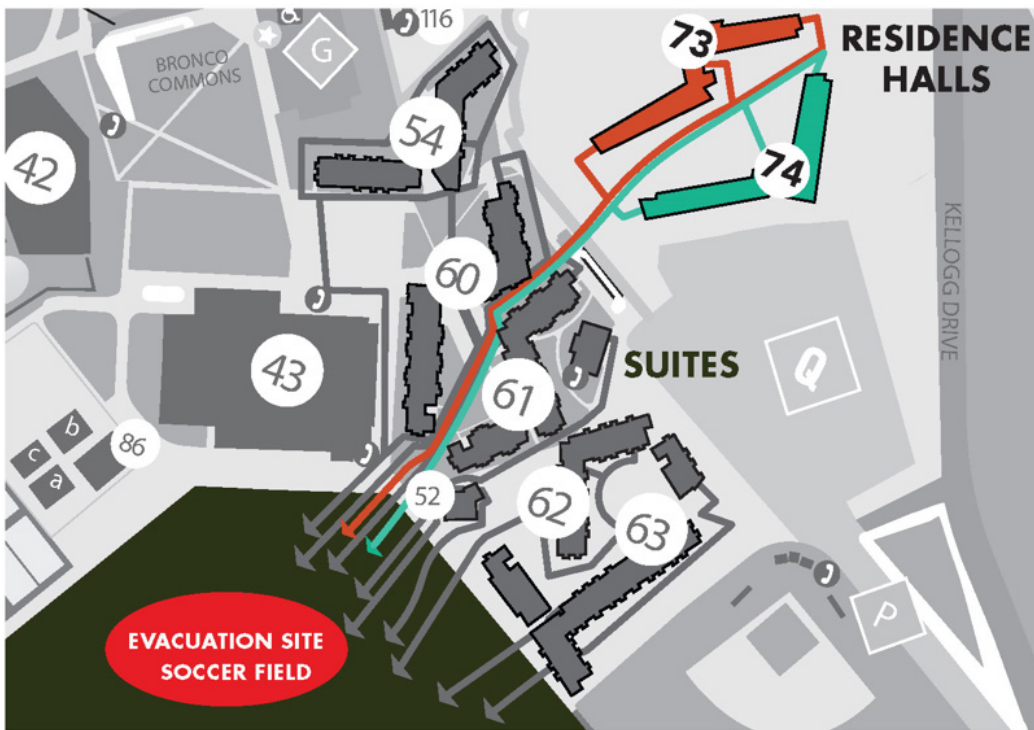 116
73
RESIDENCE
HALLS
G
BRONCO
COMMONS
54
42
74
KELLOGG DRIVE
60
43
Q
SUITES
61
b
c
86
a
52
62
63
P
EVACUATION SITE
SOCCER FIELD